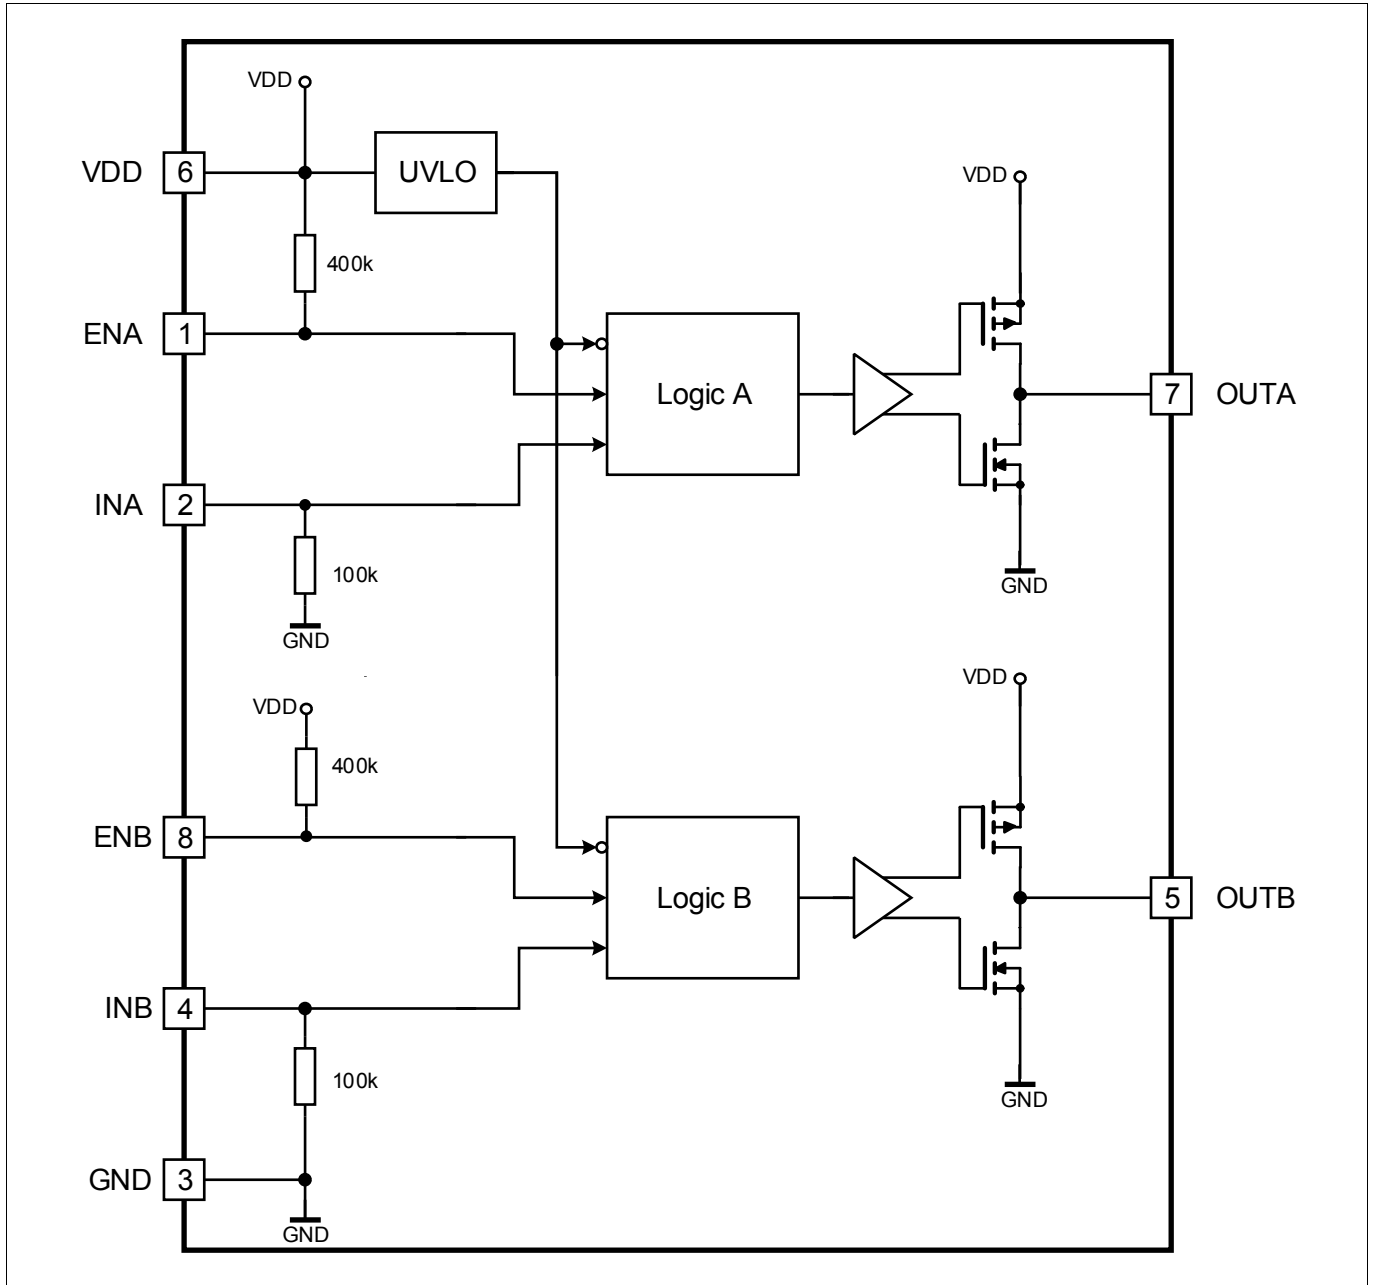 VDD
VDD 6 UVLO
VDD
400k
ENA 1
Logic A
7 OUTA
INA 2
100k
GND
GND
VDD
VDD
400k
ENB 8
Logic B
5 OUTB
INB 4
100k
GND
GND 3
GND